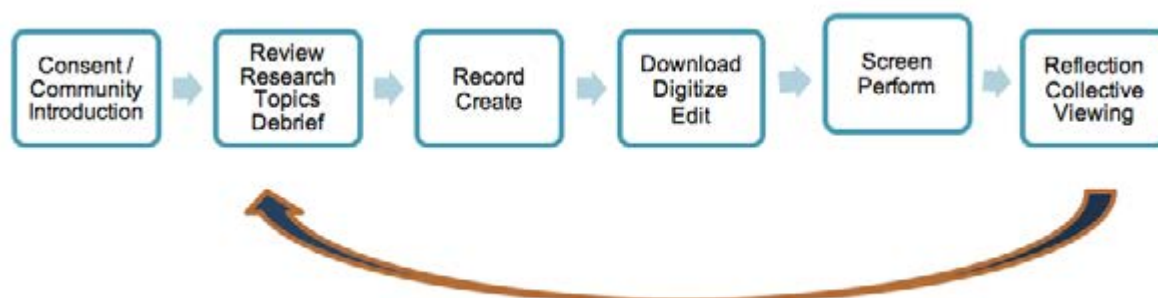 Consent /
Community
Introduction
Review
Research
Topics
Debrief
Record
Create
Download
Digitize
Edit
Screen
Perform
Reflection
Collective
Viewing